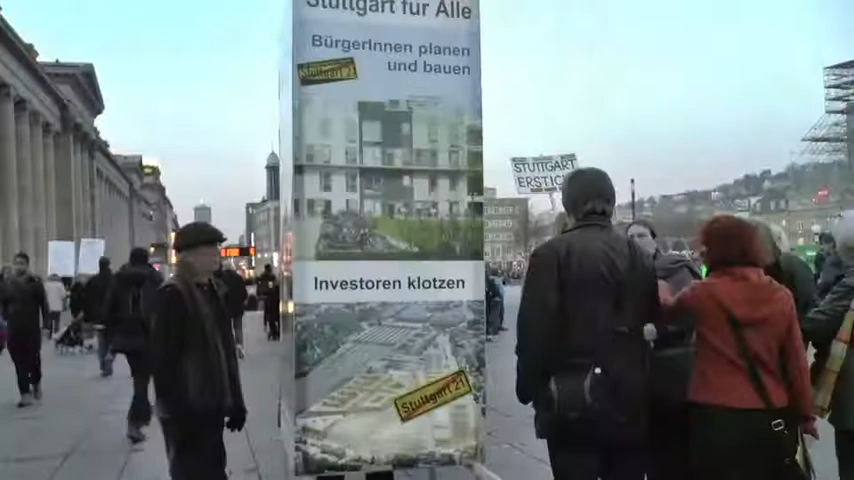 Stuttgart für Alle
BürgerInnen planen
und bauen
Stuttgart 21
STUTTGART
ERSTICKT
Investoren klotzen
Stuttgart 21